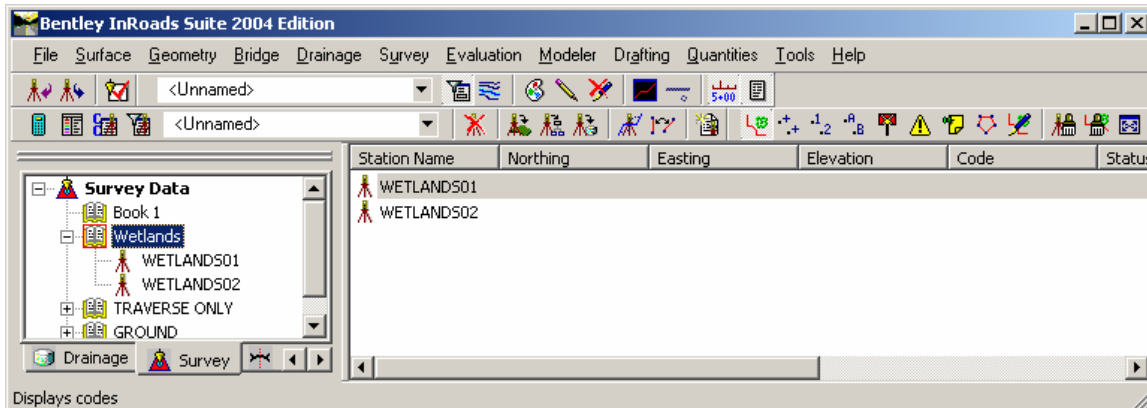 Bentley InRoads Suite 2004 Edition
File Surface Geometry Bridge Drainage Survey Evaluation Modeler Drafting Quantities Tools Help
<Unnamed>
5+00
<Unnamed>
Station Name Northing Easting Elevation Code Status
Survey Data
Book 1
Wetlands
WETLANDS01
WETLANDS02
TRAVERSE ONLY
GROUND
WETLANDS01
WETLANDS02
Drainage Survey
Displays codes